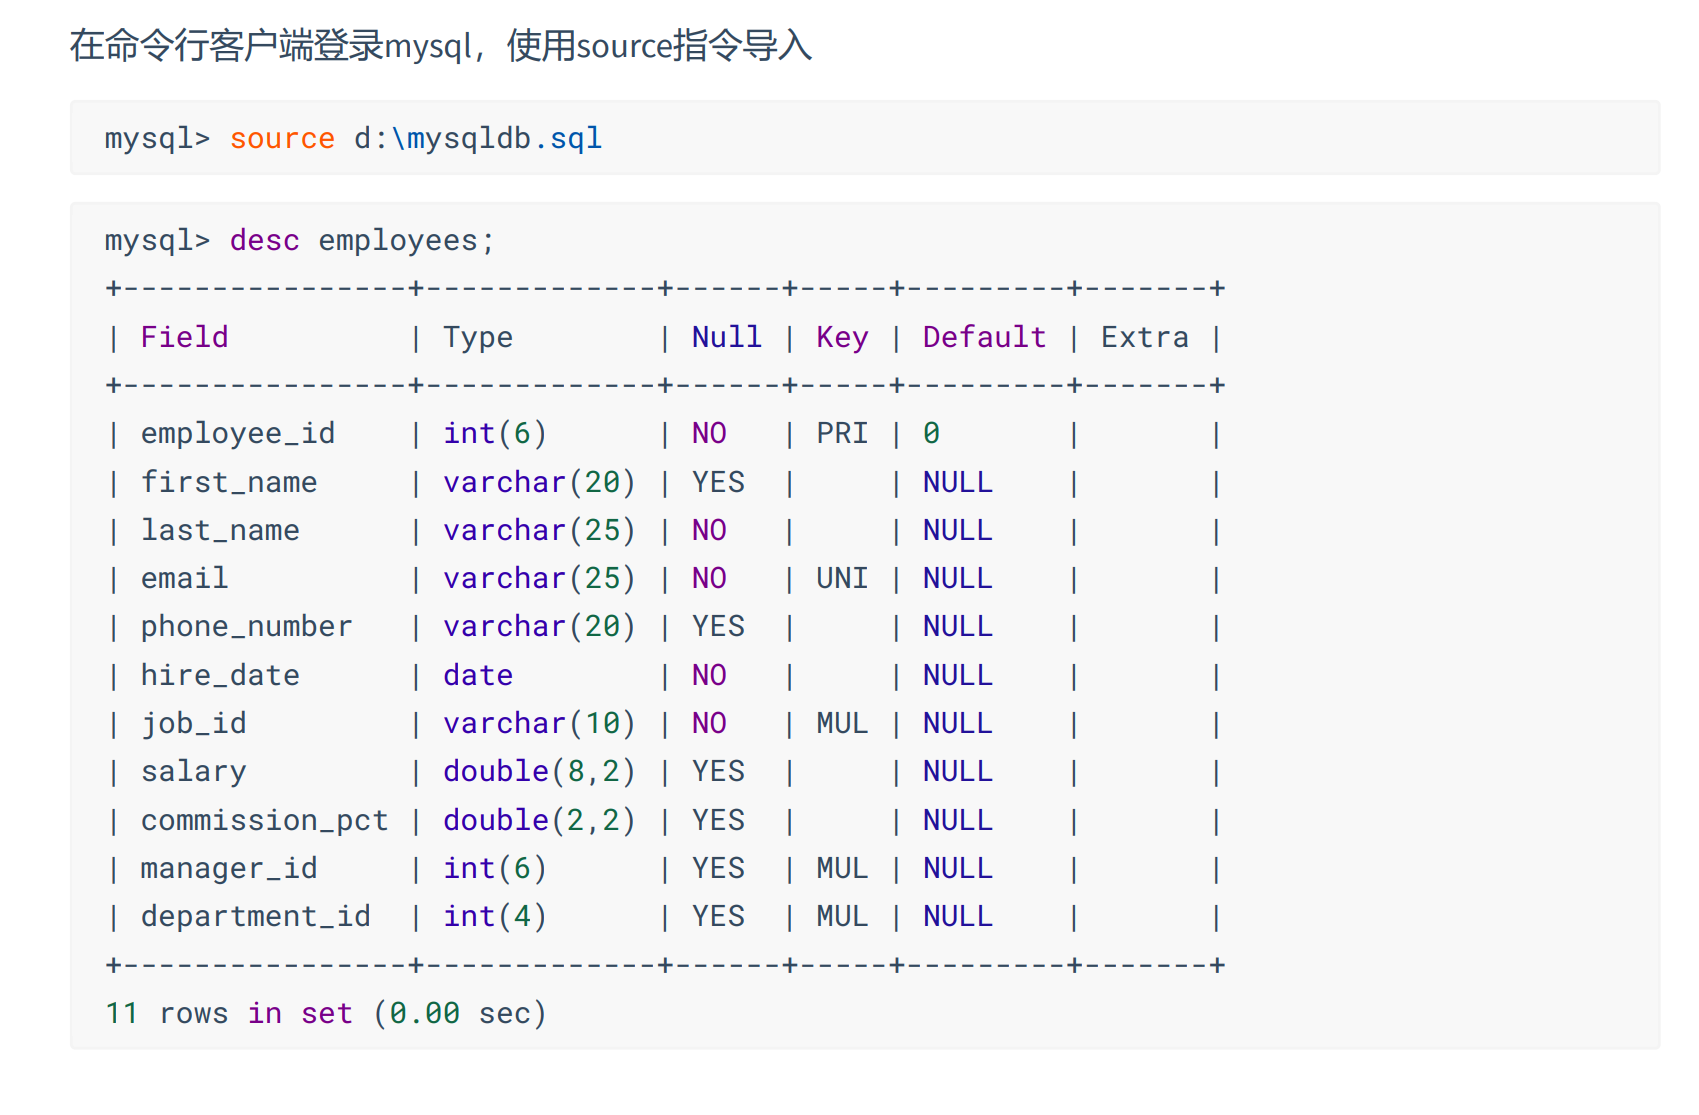 在命令行客户端登录mysql，使用source指令导入
mysql> source d:\mysqldb.sql
mysql> desc employees;
+----------------+-------------+------+-----+---------+-------+
| Field          | Type        | Null | Key | Default | Extra |
+----------------+-------------+------+-----+---------+-------+
| employee_id    | int(6)      | NO   | PRI | 0       |       |
| first_name     | varchar(20) | YES  |     | NULL    |       |
| last_name      | varchar(25) | NO   |     | NULL    |       |
| email          | varchar(25) | NO   | UNI | NULL    |       |
| phone_number   | varchar(20) | YES  |     | NULL    |       |
| hire_date      | date        | NO   |     | NULL    |       |
| job_id         | varchar(10) | NO   | MUL | NULL    |       |
| salary         | double(8,2) | YES  |     | NULL    |       |
| commission_pct | double(2,2) | YES  |     | NULL    |       |
| manager_id     | int(6)      | YES  | MUL | NULL    |       |
| department_id  | int(4)      | YES  | MUL | NULL    |       |
+----------------+-------------+------+-----+---------+-------+
11 rows in set (0.00 sec)